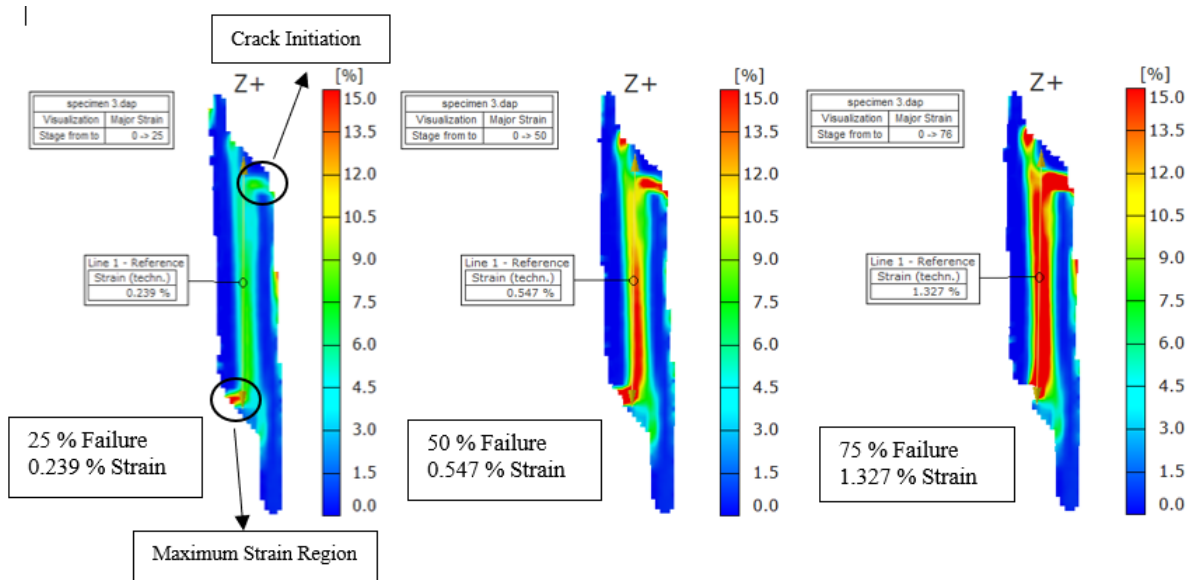 Crack Initiation
Z+
[%]
specimen 3.dap
Visualization Major Strain
Stage from to 0 -> 25
15.0
13.5
12.0
10.5
9.0
7.5
6.0
4.5
3.0
1.5
0.0
Line 1 - Reference
Strain (techn.)
0.239 %
25 % Failure
0.239 % Strain
Maximum Strain Region
Z+
[%]
specimen 3.dap
Visualization Major Strain
Stage from to 0 -> 50
15.0
13.5
12.0
10.5
9.0
7.5
6.0
4.5
3.0
1.5
0.0
Line 1 - Reference
Strain (techn.)
0.547 %
50 % Failure
0.547 % Strain
Z+
[%]
specimen 3.dap
Visualization Major Strain
Stage from to 0 -> 76
15.0
13.5
12.0
10.5
9.0
7.5
6.0
4.5
3.0
1.5
0.0
Line 1 - Reference
Strain (techn.)
1.327 %
75 % Failure
1.327 % Strain